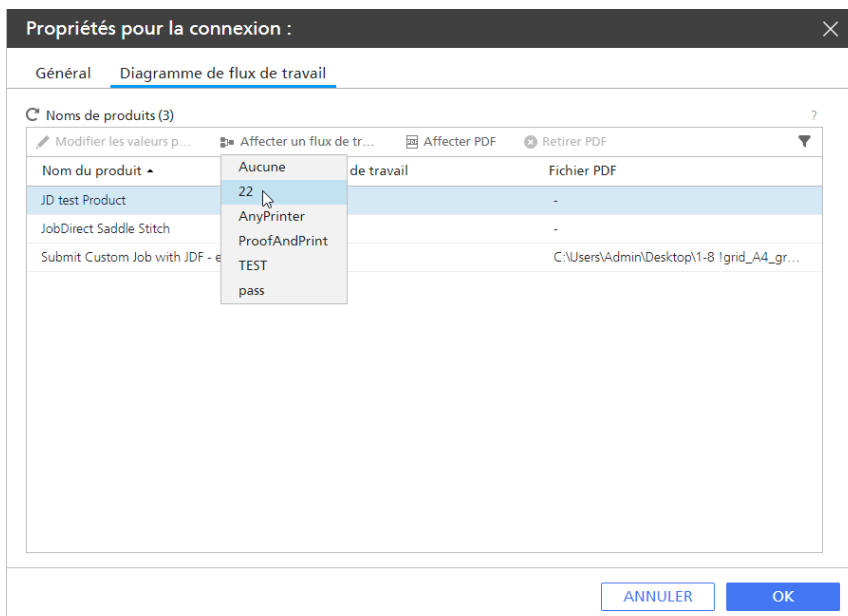 Propriétés pour la connexion :
Général Diagramme de flux de travail
Noms de produits (3) ?
Modifier les valeurs p... Affecter un flux de tr... Affecter PDF Retirer PDF
Nom du produit de travail Fichier PDF
Aucune
22
AnyPrinter
ProofAndPrint
TEST
pass
JD test Product -
JobDirect Saddle Stitch -
Submit Custom Job with JDF - e C:\Users\Admin\Desktop\1-8 !grid_A4_gr...
ANNULER OK